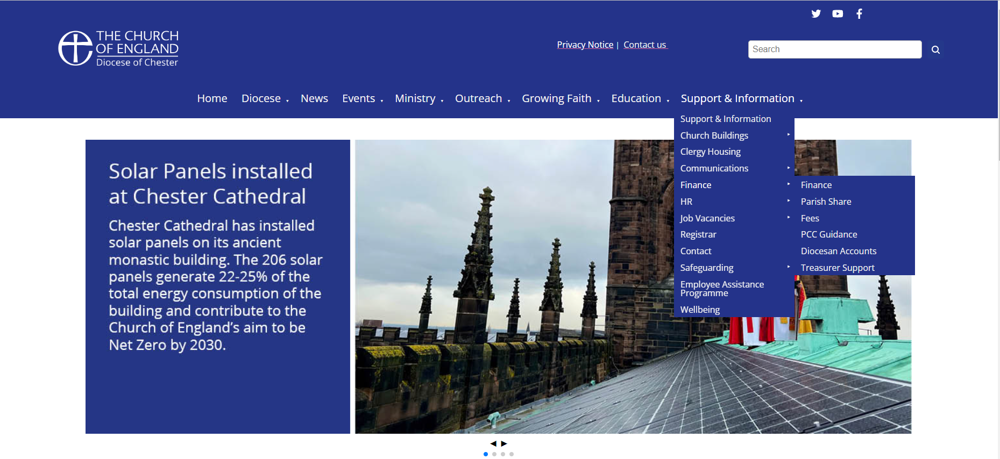 THE CHURCH
OF ENGLAND
Diocese of Chester
Privacy Notice | Contact us
Search
Home Diocese News Events Ministry Outreach Growing Faith Education Support & Information
Support & Information
Church Buildings
Clergy Housing
Communications
Finance
HR
Job Vacancies
Registrar
Contact
Safeguarding
Employee Assistance
Programme
Wellbeing
Finance
Parish Share
Fees
PCC Guidance
Diocesan Accounts
Treasurer Support
Solar Panels installed
at Chester Cathedral
Chester Cathedral has installed
solar panels on its ancient
monastic building. The 206 solar
panels generate 22-25% of the
total energy consumption of the
building and contribute to the
Church of England's aim to be
Net Zero by 2030.